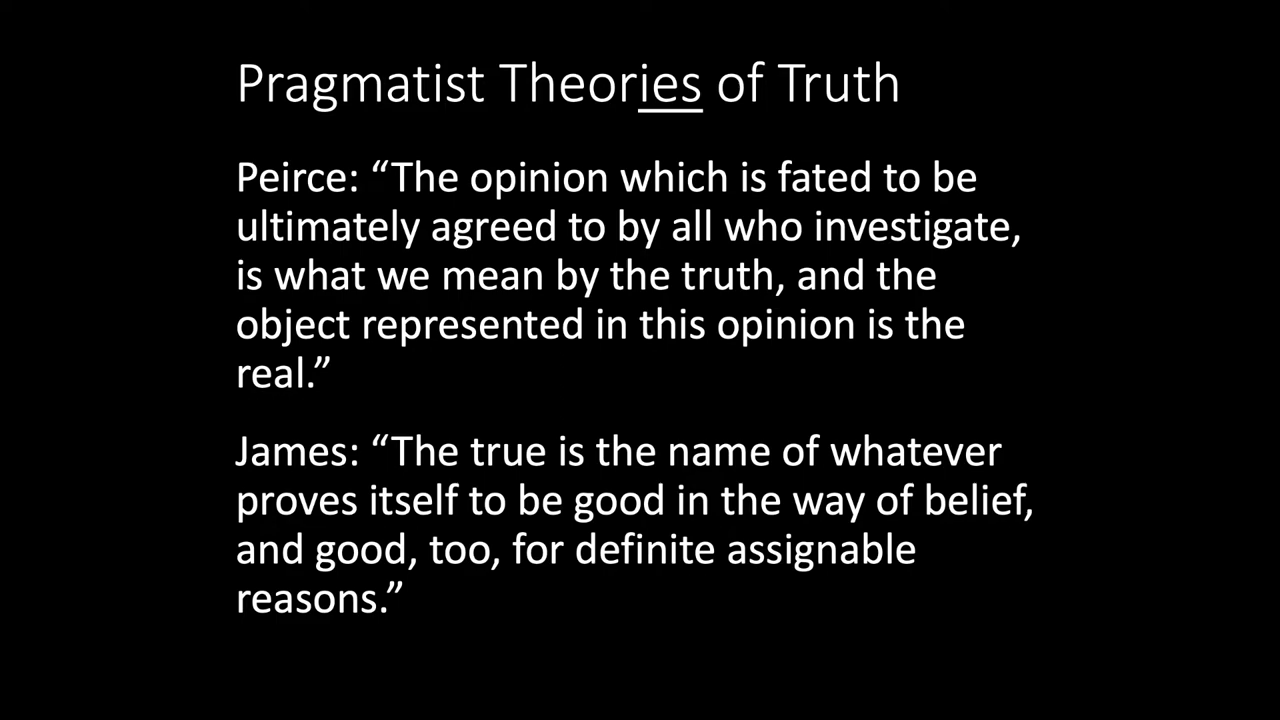 Pragmatist Theories of Truth
Peirce: “The opinion which is fated to be
ultimately agreed to by all who investigate,
is what we mean by the truth, and the
object represented in this opinion is the
real.”
James: “The true is the name of whatever
proves itself to be good in the way of belief,
and good, too, for definite assignable
reasons.”